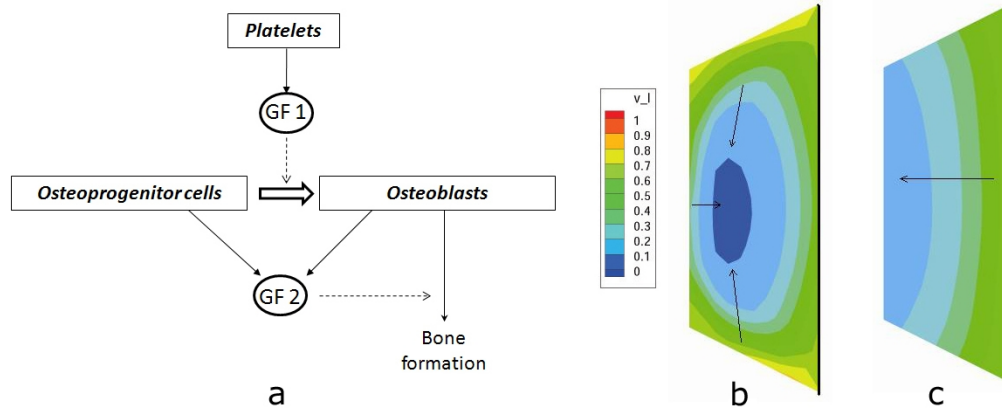 Platelets
GF 1
Osteoprogenitor cells
Osteoblasts
GF 2
Bone
formation
a
v_l
1
0.9
0.8
0.7
0.6
0.5
0.4
0.3
0.2
0.1
0
b
c